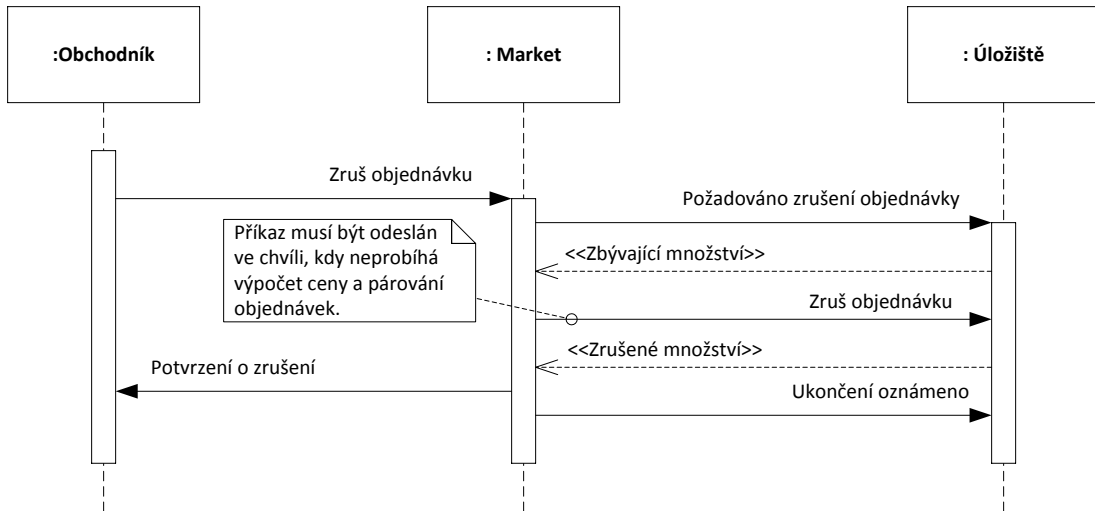 :Obchodník
: Market
: Úložiště
Zruš objednávku
Požadováno zrušení objednávky
Příkaz musí být odeslán
ve chvíli, kdy neprobíhá
výpočet ceny a párování
objednávek.
<<Zbývající množství>>
Zruš objednávku
<<Zrušené množství>>
Potvrzení o zrušení
Ukončení oznámeno